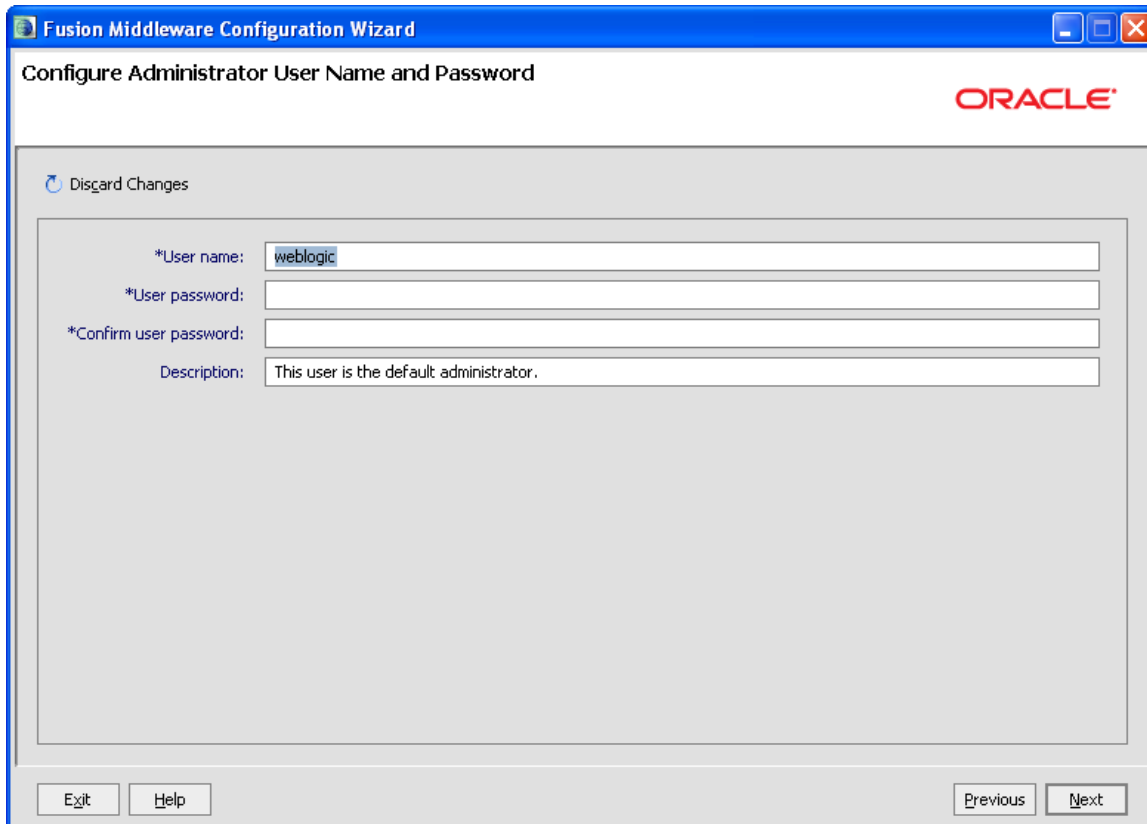 Fusion Middleware Configuration Wizard
Configure Administrator User Name and Password
ORACLE
Discard Changes
*User name: weblogic
*User password:
*Confirm user password:
Description: This user is the default administrator.
Exit Help Previous Next